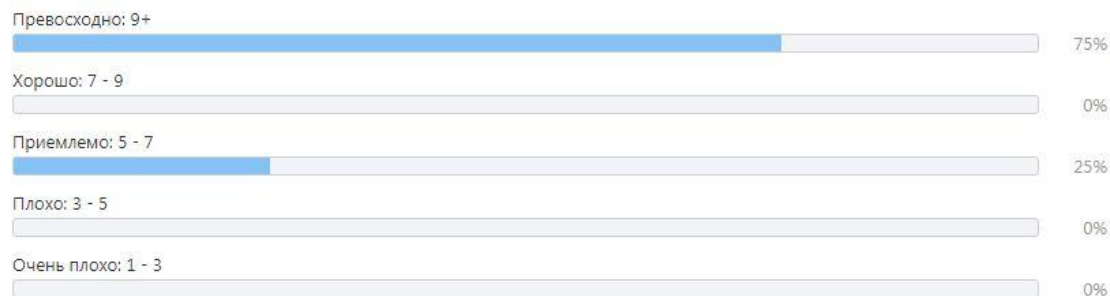 Превосходно: 9+
75%
Хорошо: 7 - 9
0%
Приемлемо: 5 - 7
25%
Плохо: 3 - 5
0%
Очень плохо: 1 - 3
0%